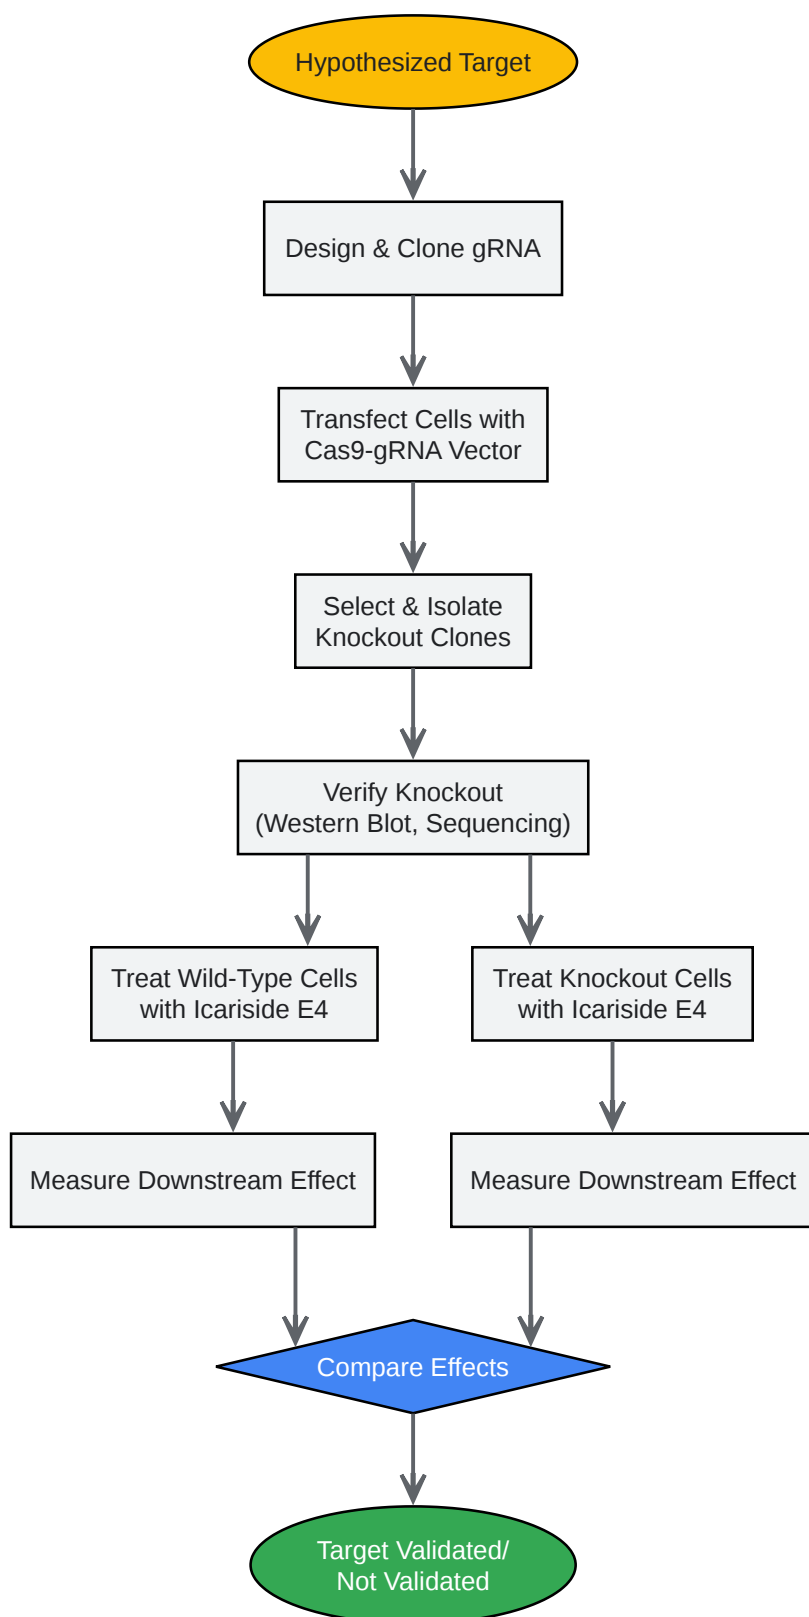 Hypothesized Target
Design & Clone gRNA
Transfect Cells with
Cas9-gRNA Vector
Select & Isolate
Knockout Clones
Verify Knockout
(Western Blot, Sequencing)
Treat Wild-Type Cells
with Icariside E4
Treat Knockout Cells
with Icariside E4
Measure Downstream Effect
Measure Downstream Effect
Compare Effects
Target Validated/
Not Validated